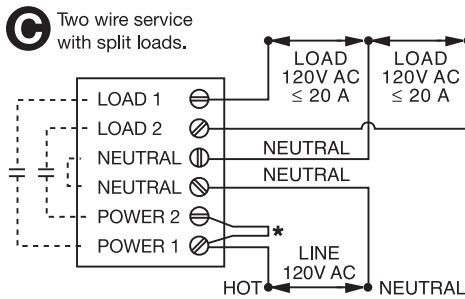 C Two wire service
with split loads.
LOAD
120V AC
≤ 20 A
LOAD
120V AC
≤ 20 A
LOAD 1
LOAD 2
NEUTRAL
NEUTRAL
POWER 2
POWER 1
NEUTRAL
NEUTRAL
*
LINE
120V AC
HOT
NEUTRAL